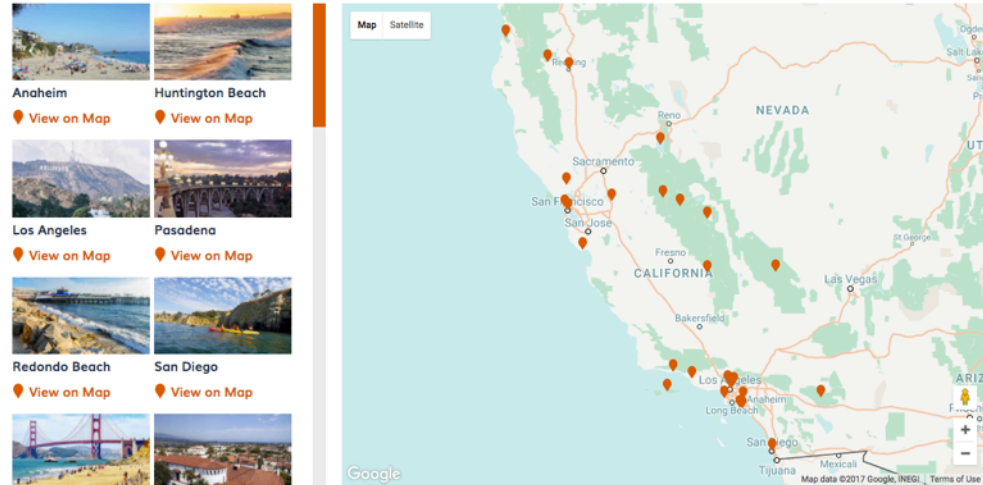 Anaheim
Huntington Beach
View on Map
View on Map
Los Angeles
Pasadena
View on Map
View on Map
Redondo Beach
San Diego
View on Map
View on Map
Map
Satellite
Salt Lake
NEVADA
Reno
Sacramento
San Francisco
San Jose
St George
Fresno
CALIFORNIA
Las Vegas
Bakersfield
Los Angeles
Anaheim
Long Beach
San Diego
Tijuana
Mexicali
Google
Map data ©2017 Google, INEGI
Terms of Use